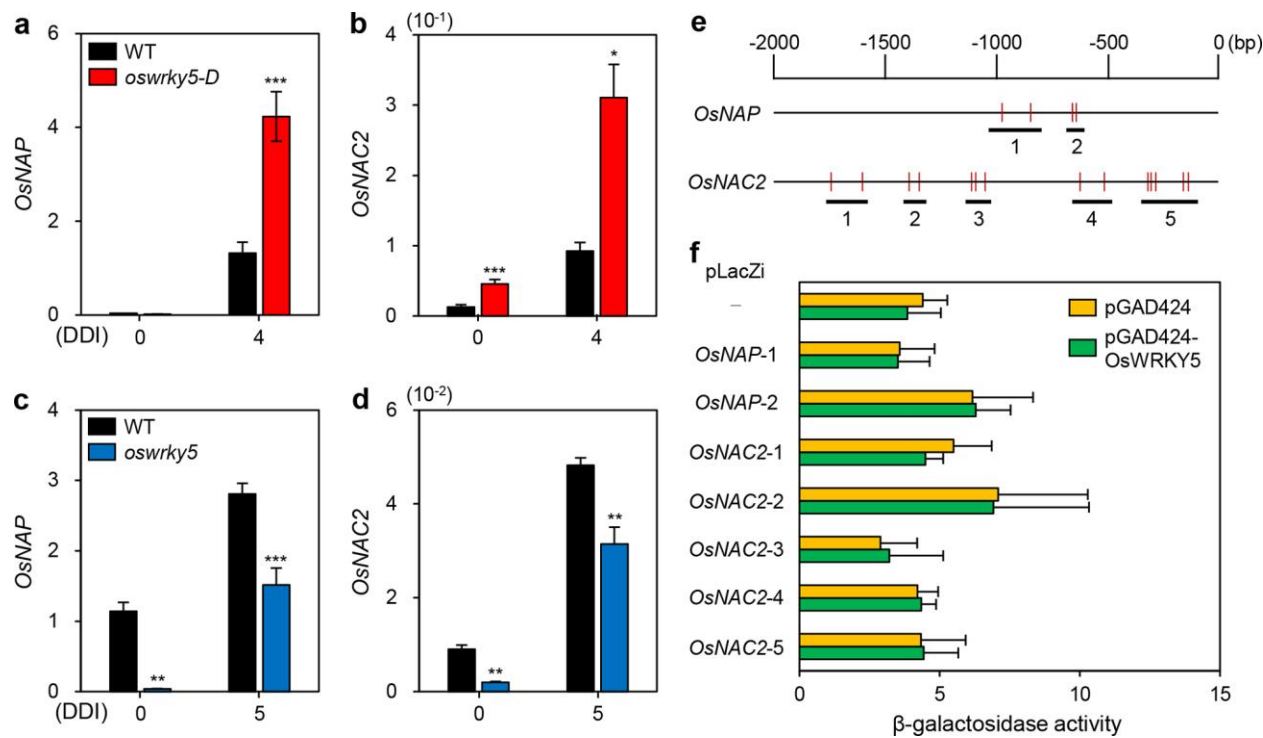 a
6
4
2
0
OsNAP
WT
oswrky5-D
***
(DDI)
0
4
b
(10⁻¹)
4
3
2
1
0
OsNAC2
***
*
0
4
c
4
3
2
1
0
OsNAP
WT
oswrky5
**
***
(DDI)
0
5
d
(10⁻²)
6
4
2
0
OsNAC2
**
**
0
5
e
-2000 -1500 -1000 -500 0 (bp)
OsNAP
1 2
OsNAC2
1 2 3 4 5
f
pLacZi
–
OsNAP-1
OsNAP-2
OsNAC2-1
OsNAC2-2
OsNAC2-3
OsNAC2-4
OsNAC2-5
pGAD424
pGAD424-
OsWRKY5
0 5 10 15
β-galactosidase activity